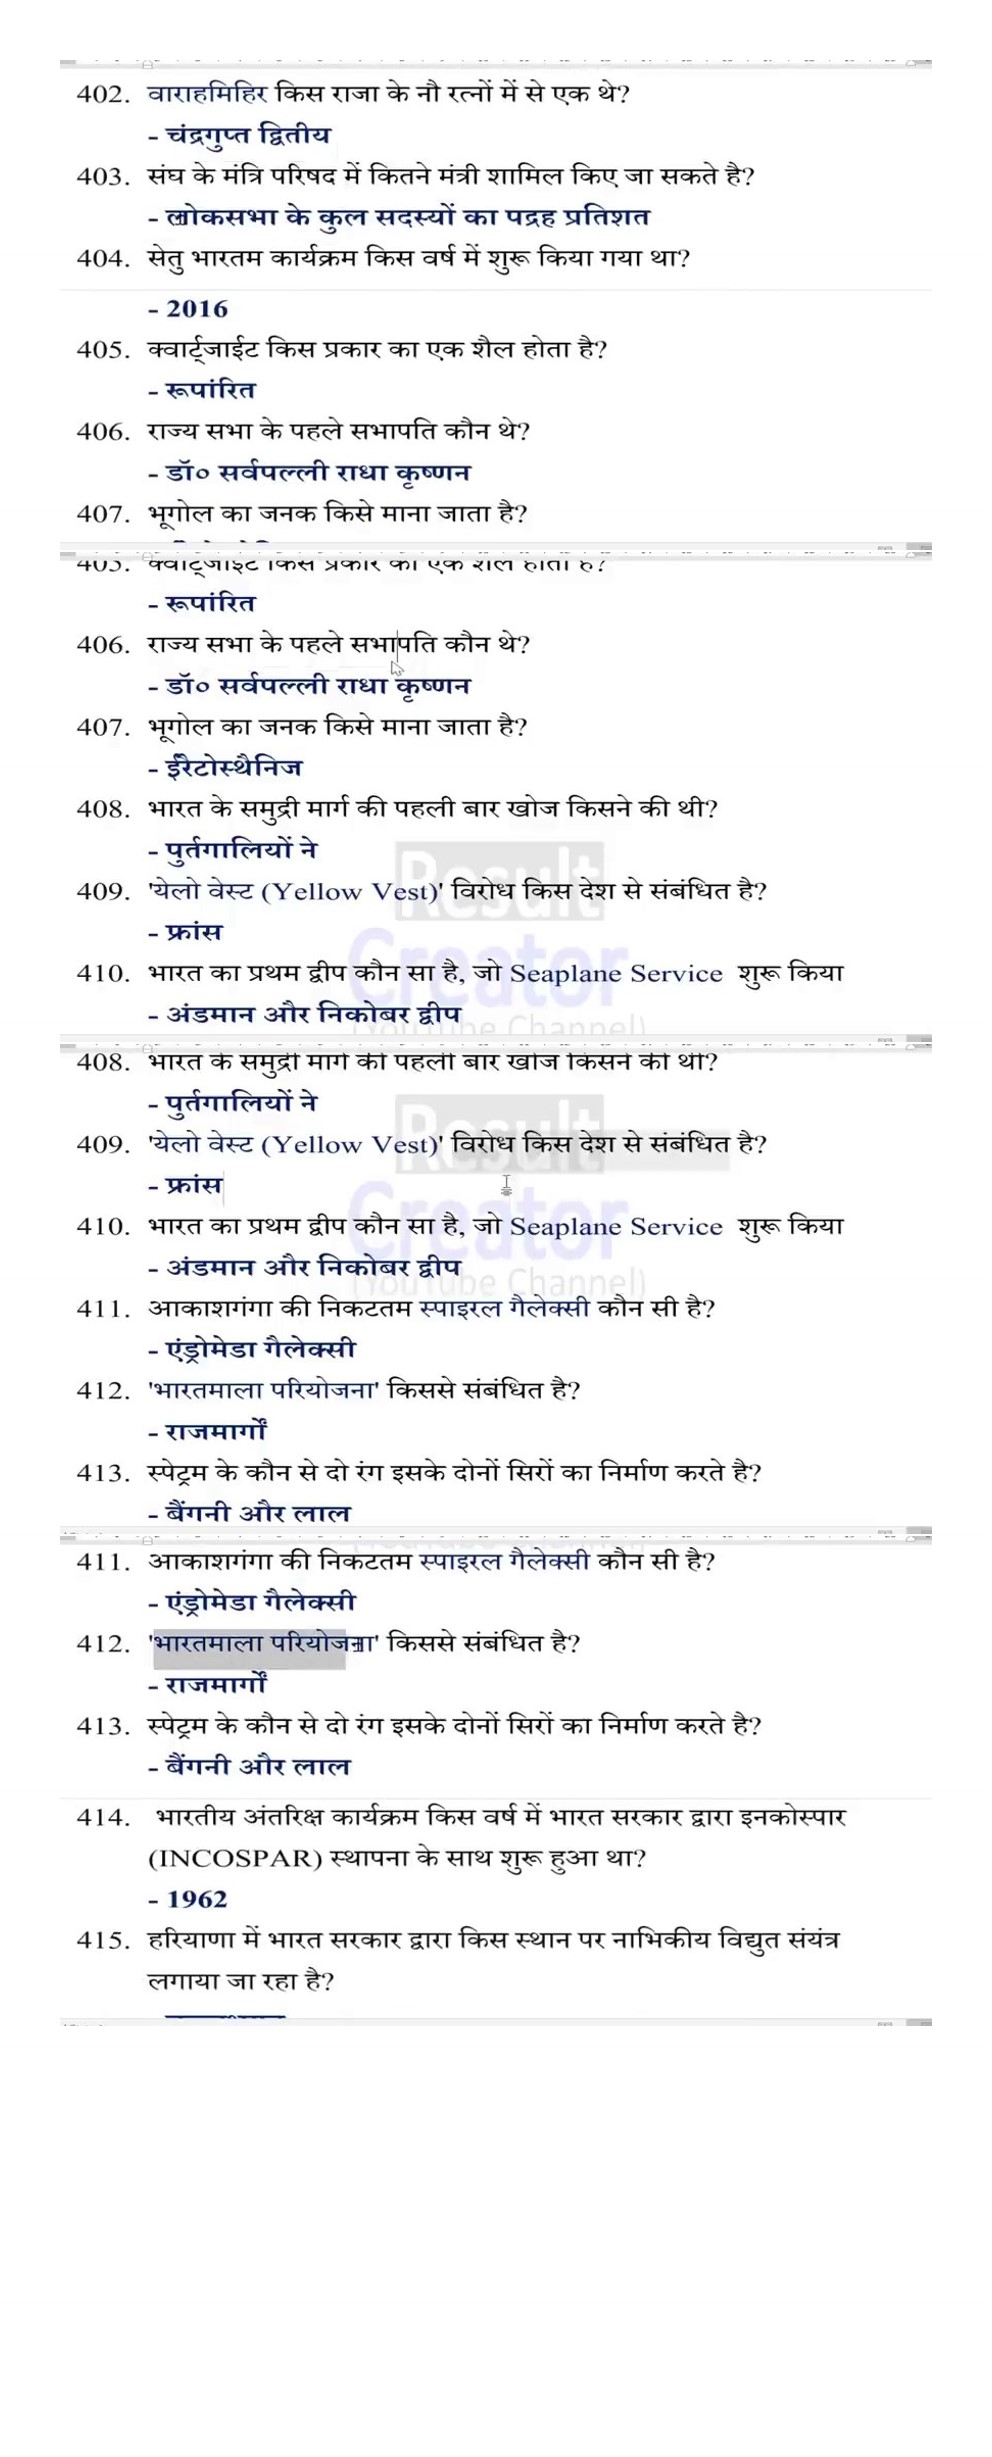 402. वाराहमिहिर किस राजा के नौ रत्नों में से एक थे?
- चंद्रगुप्त द्वितीय
403. संघ के मंत्रि परिषद में कितने मंत्री शामिल किए जा सकते है?
- लोकसभा के कुल सदस्यों का पद्रह प्रतिशत
404. सेतु भारतम कार्यक्रम किस वर्ष में शुरू किया गया था?
- 2016
405. क्वार्ट्जाईट किस प्रकार का एक शैल होता है?
- रूपांरित
406. राज्य सभा के पहले सभापति कौन थे?
- डॉ० सर्वपल्ली राधा कृष्णन
407. भूगोल का जनक किसे माना जाता है?
405. क्वार्ट्जाईट किस प्रकार का एक शैल होता है?
- रूपांरित
406. राज्य सभा के पहले सभापति कौन थे?
- डॉ० सर्वपल्ली राधा कृष्णन
407. भूगोल का जनक किसे माना जाता है?
- ईरैटोस्थैनिज
408. भारत के समुद्री मार्ग की पहली बार खोज किसने की थी?
- पुर्तगालियों ने
409. 'येलो वेस्ट (Yellow Vest)' विरोध किस देश से संबंधित है?
- फ्रांस
410. भारत का प्रथम द्वीप कौन सा है, जो Seaplane Service शुरू किया
- अंडमान और निकोबर द्वीप
Result
Creator
(YouTube Channel)
408. भारत के समुद्री मार्ग की पहली बार खोज किसने की थी?
- पुर्तगालियों ने
409. 'येलो वेस्ट (Yellow Vest)' विरोध किस देश से संबंधित है?
- फ्रांस
410. भारत का प्रथम द्वीप कौन सा है, जो Seaplane Service शुरू किया
- अंडमान और निकोबर द्वीप
Result
Creator
(YouTube Channel)
411. आकाशगंगा की निकटतम स्पाइरल गैलेक्सी कौन सी है?
- एंड्रोमेडा गैलेक्सी
412. 'भारतमाला परियोजना' किससे संबंधित है?
- राजमार्गों
413. स्पेट्रम के कौन से दो रंग इसके दोनों सिरों का निर्माण करते है?
- बैंगनी और लाल
411. आकाशगंगा की निकटतम स्पाइरल गैलेक्सी कौन सी है?
- एंड्रोमेडा गैलेक्सी
412. 'भारतमाला परियोजना' किससे संबंधित है?
- राजमार्गों
413. स्पेट्रम के कौन से दो रंग इसके दोनों सिरों का निर्माण करते है?
- बैंगनी और लाल
414. भारतीय अंतरिक्ष कार्यक्रम किस वर्ष में भारत सरकार द्वारा इनकोस्पार
(INCOSPAR) स्थापना के साथ शुरू हुआ था?
- 1962
415. हरियाणा में भारत सरकार द्वारा किस स्थान पर नाभिकीय विद्युत संयंत्र
लगाया जा रहा है?